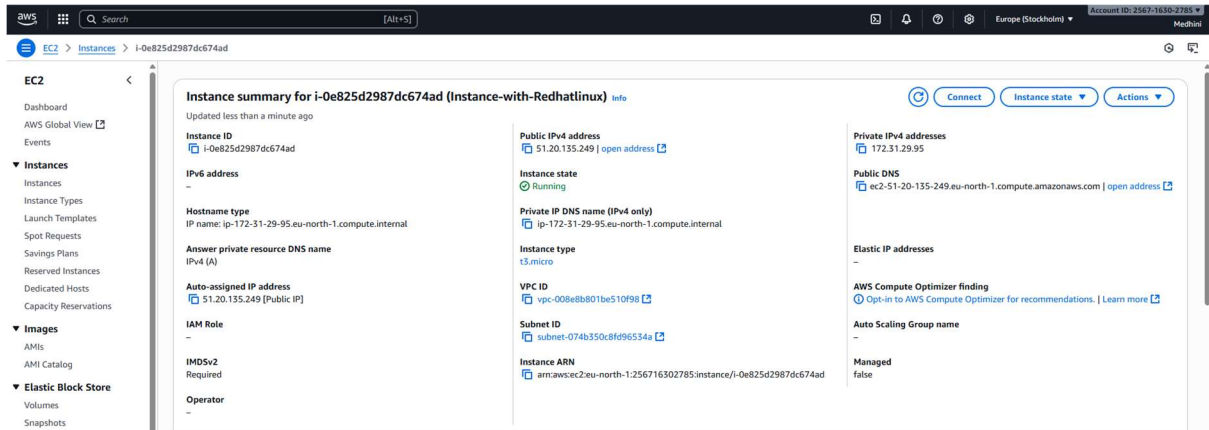 aws
Search [Alt+S]
Europe (Stockholm) ▼
Account ID: 2567-1630-2785 ▼
Medhini
EC2 > Instances > i-0e825d2987dc674ad
EC2
Dashboard
AWS Global View
Events
▼ Instances
Instances
Instance Types
Launch Templates
Spot Requests
Savings Plans
Reserved Instances
Dedicated Hosts
Capacity Reservations
▼ Images
AMIs
AMI Catalog
▼ Elastic Block Store
Volumes
Snapshots
Instance summary for i-0e825d2987dc674ad (Instance-with-Redhatlinux) Info
Connect
Instance state ▼
Actions ▼
Updated less than a minute ago
Instance ID
i-0e825d2987dc674ad
Public IPv4 address
51.20.135.249 | open address
Private IPv4 addresses
172.31.29.95
IPv6 address
–
Instance state
Running
Public DNS
ec2-51-20-135-249.eu-north-1.compute.amazonaws.com | open address
Hostname type
IP name: ip-172-31-29-95.eu-north-1.compute.internal
Private IP DNS name (IPv4 only)
ip-172-31-29-95.eu-north-1.compute.internal
Answer private resource DNS name
IPv4 (A)
Instance type
t3.micro
Elastic IP addresses
–
Auto-assigned IP address
51.20.135.249 [Public IP]
VPC ID
vpc-008e8b801be510f98
AWS Compute Optimizer finding
Opt-in to AWS Compute Optimizer for recommendations. | Learn more
IAM Role
–
Subnet ID
subnet-074b350c8fd96534a
Auto Scaling Group name
–
IMDSv2
Required
Instance ARN
arn:aws:ec2:eu-north-1:256716302785:instance/i-0e825d2987dc674ad
Managed
false
Operator
–